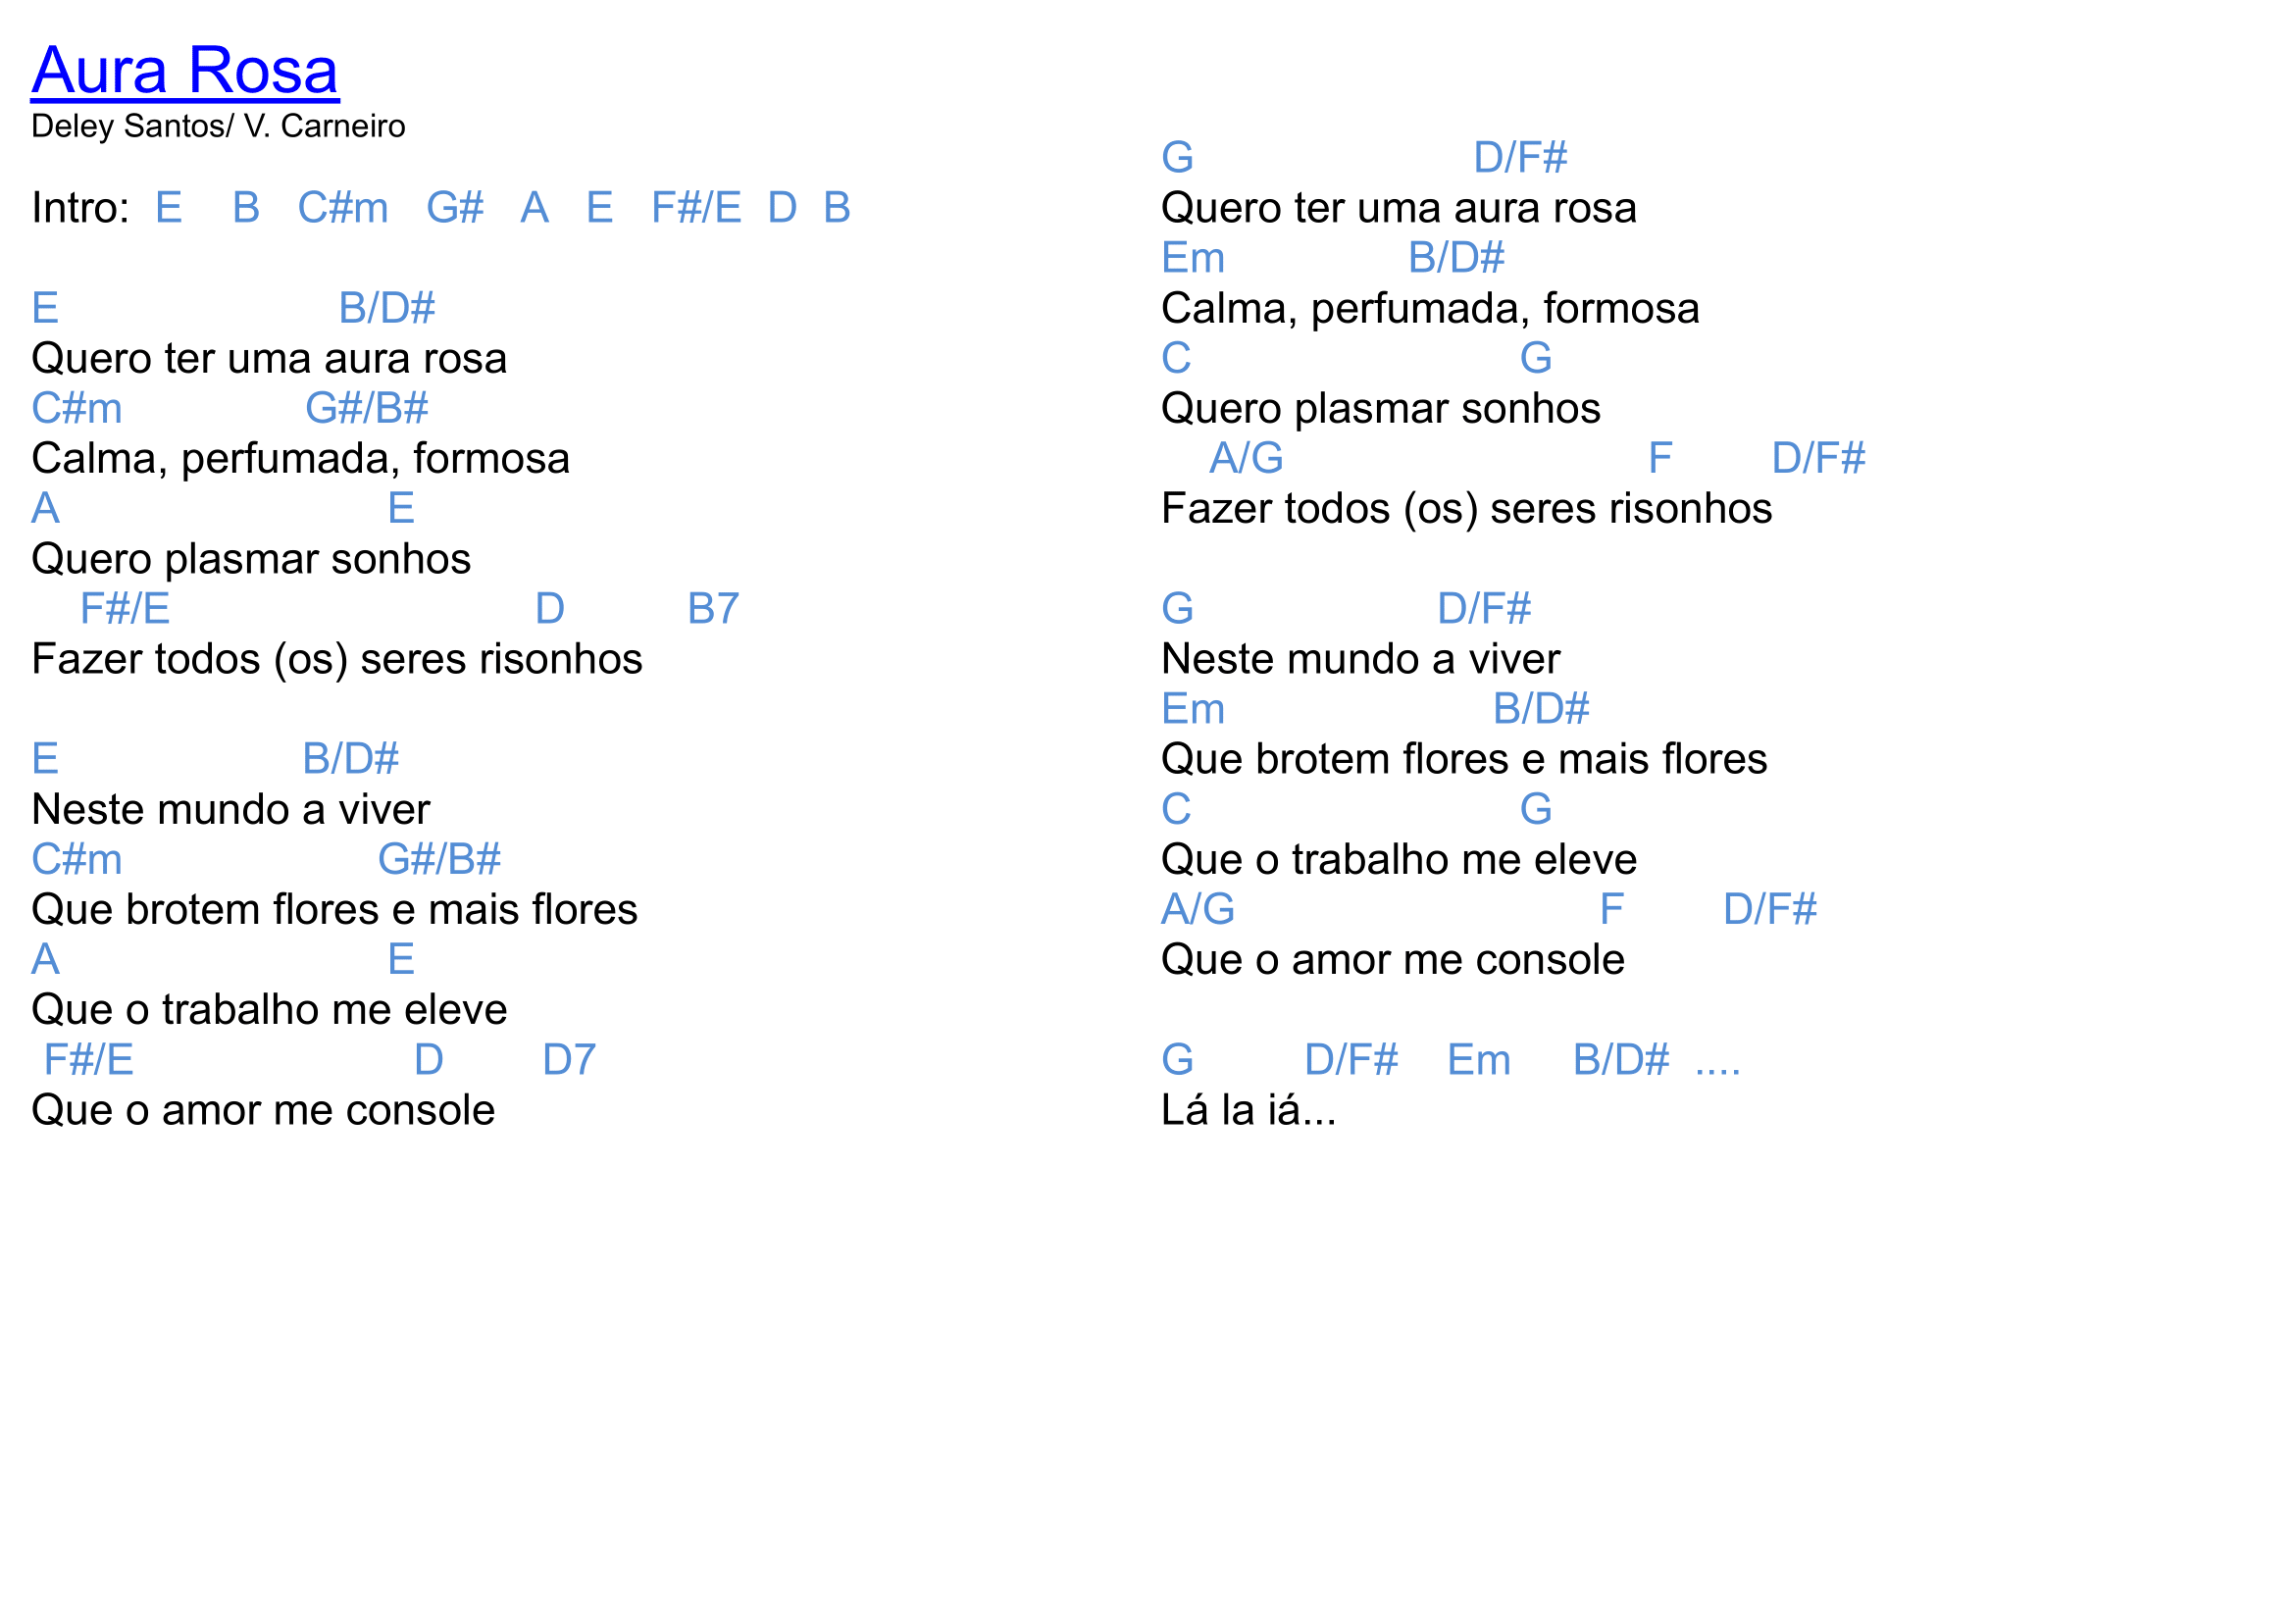 Aura Rosa
Deley Santos/ V. Carneiro
Intro: E B C#m G# A E F#/E D B
E B/D#
Quero ter uma aura rosa
C#m G#/B#
Calma, perfumada, formosa
A E
Quero plasmar sonhos
F#/E D B7
Fazer todos (os) seres risonhos
E B/D#
Neste mundo a viver
C#m G#/B#
Que brotem flores e mais flores
A E
Que o trabalho me eleve
F#/E D D7
Que o amor me console
G D/F#
Quero ter uma aura rosa
Em B/D#
Calma, perfumada, formosa
C G
Quero plasmar sonhos
A/G F D/F#
Fazer todos (os) seres risonhos
G D/F#
Neste mundo a viver
Em B/D#
Que brotem flores e mais flores
C G
Que o trabalho me eleve
A/G F D/F#
Que o amor me console
G D/F# Em B/D# ....
Lá la iá...